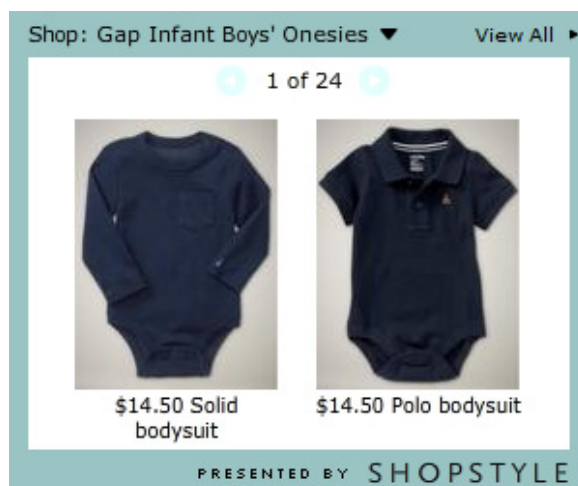 Shop: Gap Infant Boys' Onesies ▼ View All ►
1 of 24
$14.50 Solid
bodysuit
$14.50 Polo bodysuit
PRESENTED BY SHOPSTYLE